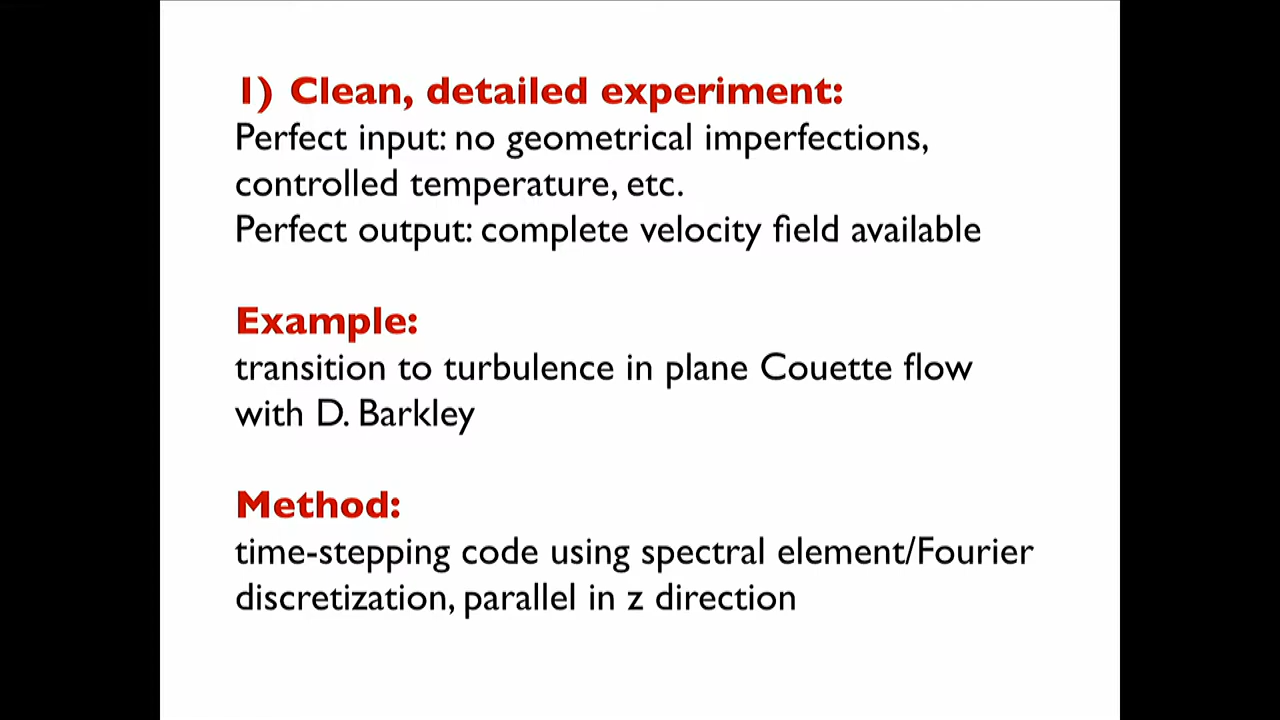 1) Clean, detailed experiment:
Perfect input: no geometrical imperfections,
controlled temperature, etc.
Perfect output: complete velocity field available
Example:
transition to turbulence in plane Couette flow
with D. Barkley
Method:
time-stepping code using spectral element/Fourier
discretization, parallel in z direction